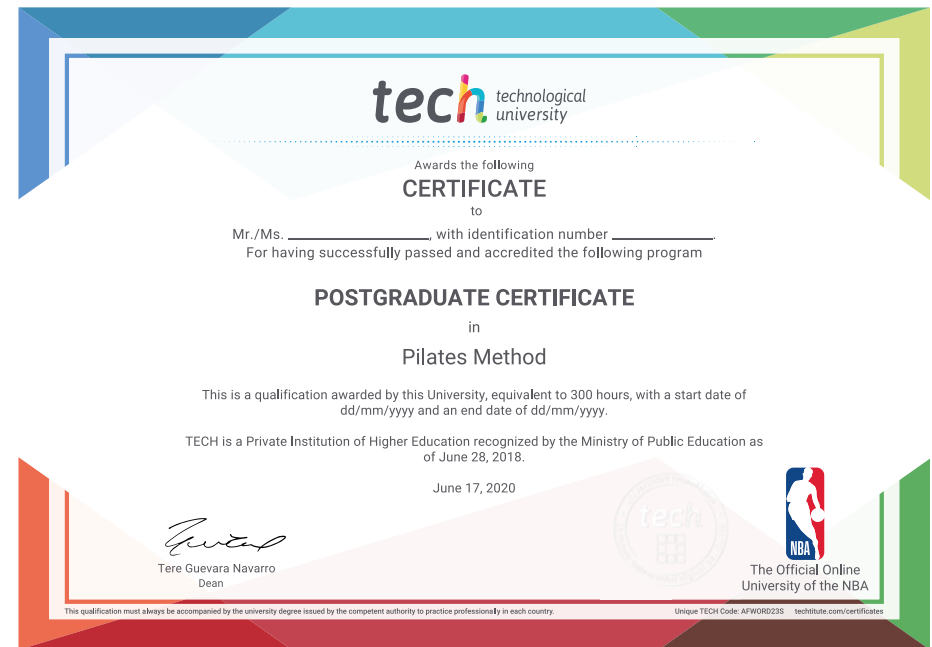 tech technological
university
Awards the following
CERTIFICATE
to
Mr./Ms. ____________________, with identification number ______________.
For having successfully passed and accredited the following program
POSTGRADUATE CERTIFICATE
in
Pilates Method
This is a qualification awarded by this University, equivalent to 300 hours, with a start date of
dd/mm/yyyy and an end date of dd/mm/yyyy.
TECH is a Private Institution of Higher Education recognized by the Ministry of Public Education as
of June 28, 2018.
June 17, 2020
tech
NBA
Tere Guevara Navarro
Dean
The Official Online
University of the NBA
This qualification must always be accompanied by the university degree issued by the competent authority to practice professionally in each country.
Unique TECH Code: AFWORD23S techtitute.com/certificates